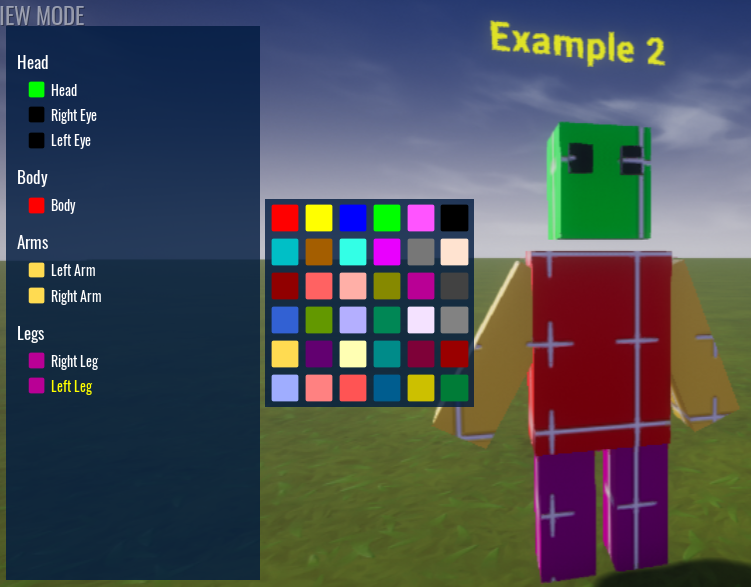 IEW MODE
Example 2
Head
Head
Right Eye
Left Eye
Body
Body
Arms
Left Arm
Right Arm
Legs
Right Leg
Left Leg